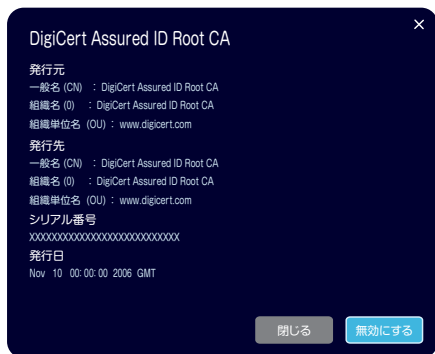 DigiCert Assured ID Root CA
発行元
一般名 (CN) : DigiCert Assured ID Root CA
組織名 (O) : DigiCert Assured ID Root CA
組織単位名 (OU) : www.digicert.com
発行先
一般名 (CN) : DigiCert Assured ID Root CA
組織名 (O) : DigiCert Assured ID Root CA
組織単位名 (OU) : www.digicert.com
シリアル番号
XXXXXXXXXXXXXXXXXXXXXXXXXXX
発行日
Nov 10 00:00:00 2006 GMT
閉じる 無効にする